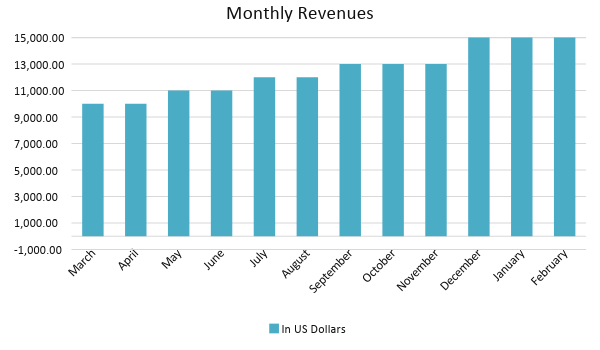 Monthly Revenues
15,000.00
13,000.00
11,000.00
9,000.00
7,000.00
5,000.00
3,000.00
1,000.00
-1,000.00
March
April
May
June
July
August
September
October
November
December
January
February
In US Dollars